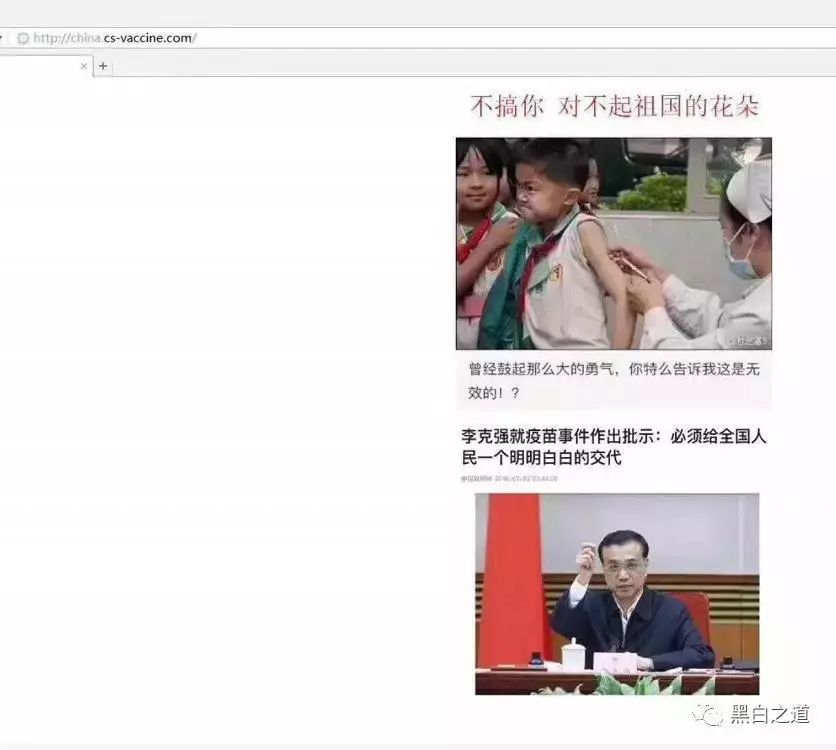 http://china.cs-vaccine.com/
不搞你 对不起祖国的花朵
曾经鼓起那么大的勇气，你特么告诉我这是无
效的！？
李克强就疫苗事件作出批示：必须给全国人
民一个明明白白的交代
黑白之道